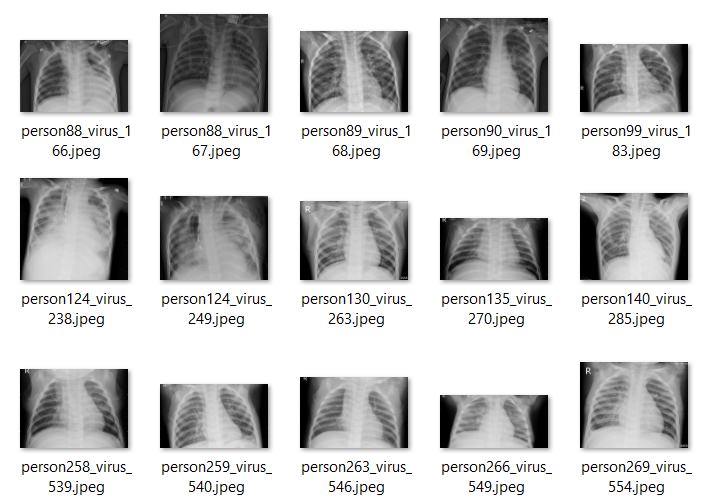 person88_virus_1
66.jpeg
person88_virus_1
67.jpeg
person89_virus_1
68.jpeg
person90_virus_1
69.jpeg
person99_virus_1
83.jpeg
person124_virus_
238.jpeg
person124_virus_
249.jpeg
R
person130_virus_
263.jpeg
person135_virus_
270.jpeg
person140_virus_
285.jpeg
R
person258_virus_
539.jpeg
person259_virus_
540.jpeg
person263_virus_
546.jpeg
person266_virus_
549.jpeg
R
person269_virus_
554.jpeg